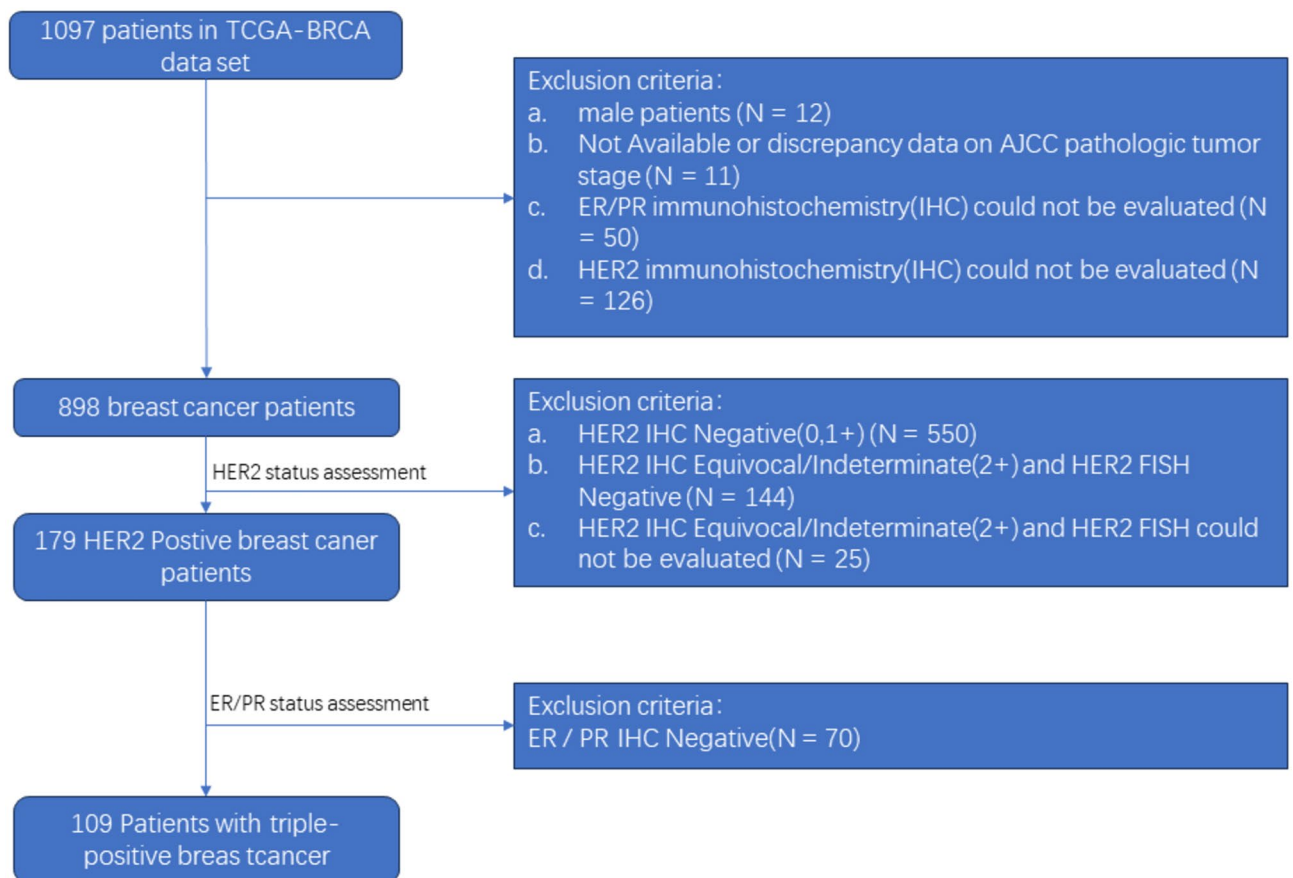 1097 patients in TCGA-BRCA
data set
Exclusion criteria:
a. male patients (N = 12)
b. Not Available or discrepancy data on AJCC pathologic tumor
stage (N = 11)
c. ER/PR immunohistochemistry(IHC) could not be evaluated (N
= 50)
d. HER2 immunohistochemistry(IHC) could not be evaluated (N
= 126)
898 breast cancer patients
Exclusion criteria:
a. HER2 IHC Negative(0,1+) (N = 550)
b. HER2 IHC Equivocal/Indeterminate(2+) and HER2 FISH
Negative (N = 144)
c. HER2 IHC Equivocal/Indeterminate(2+) and HER2 FISH could
not be evaluated (N = 25)
HER2 status assessment
179 HER2 Postive breast caner
patients
ER/PR status assessment
Exclusion criteria:
ER / PR IHC Negative(N = 70)
109 Patients with triple-
positive breas tcancer